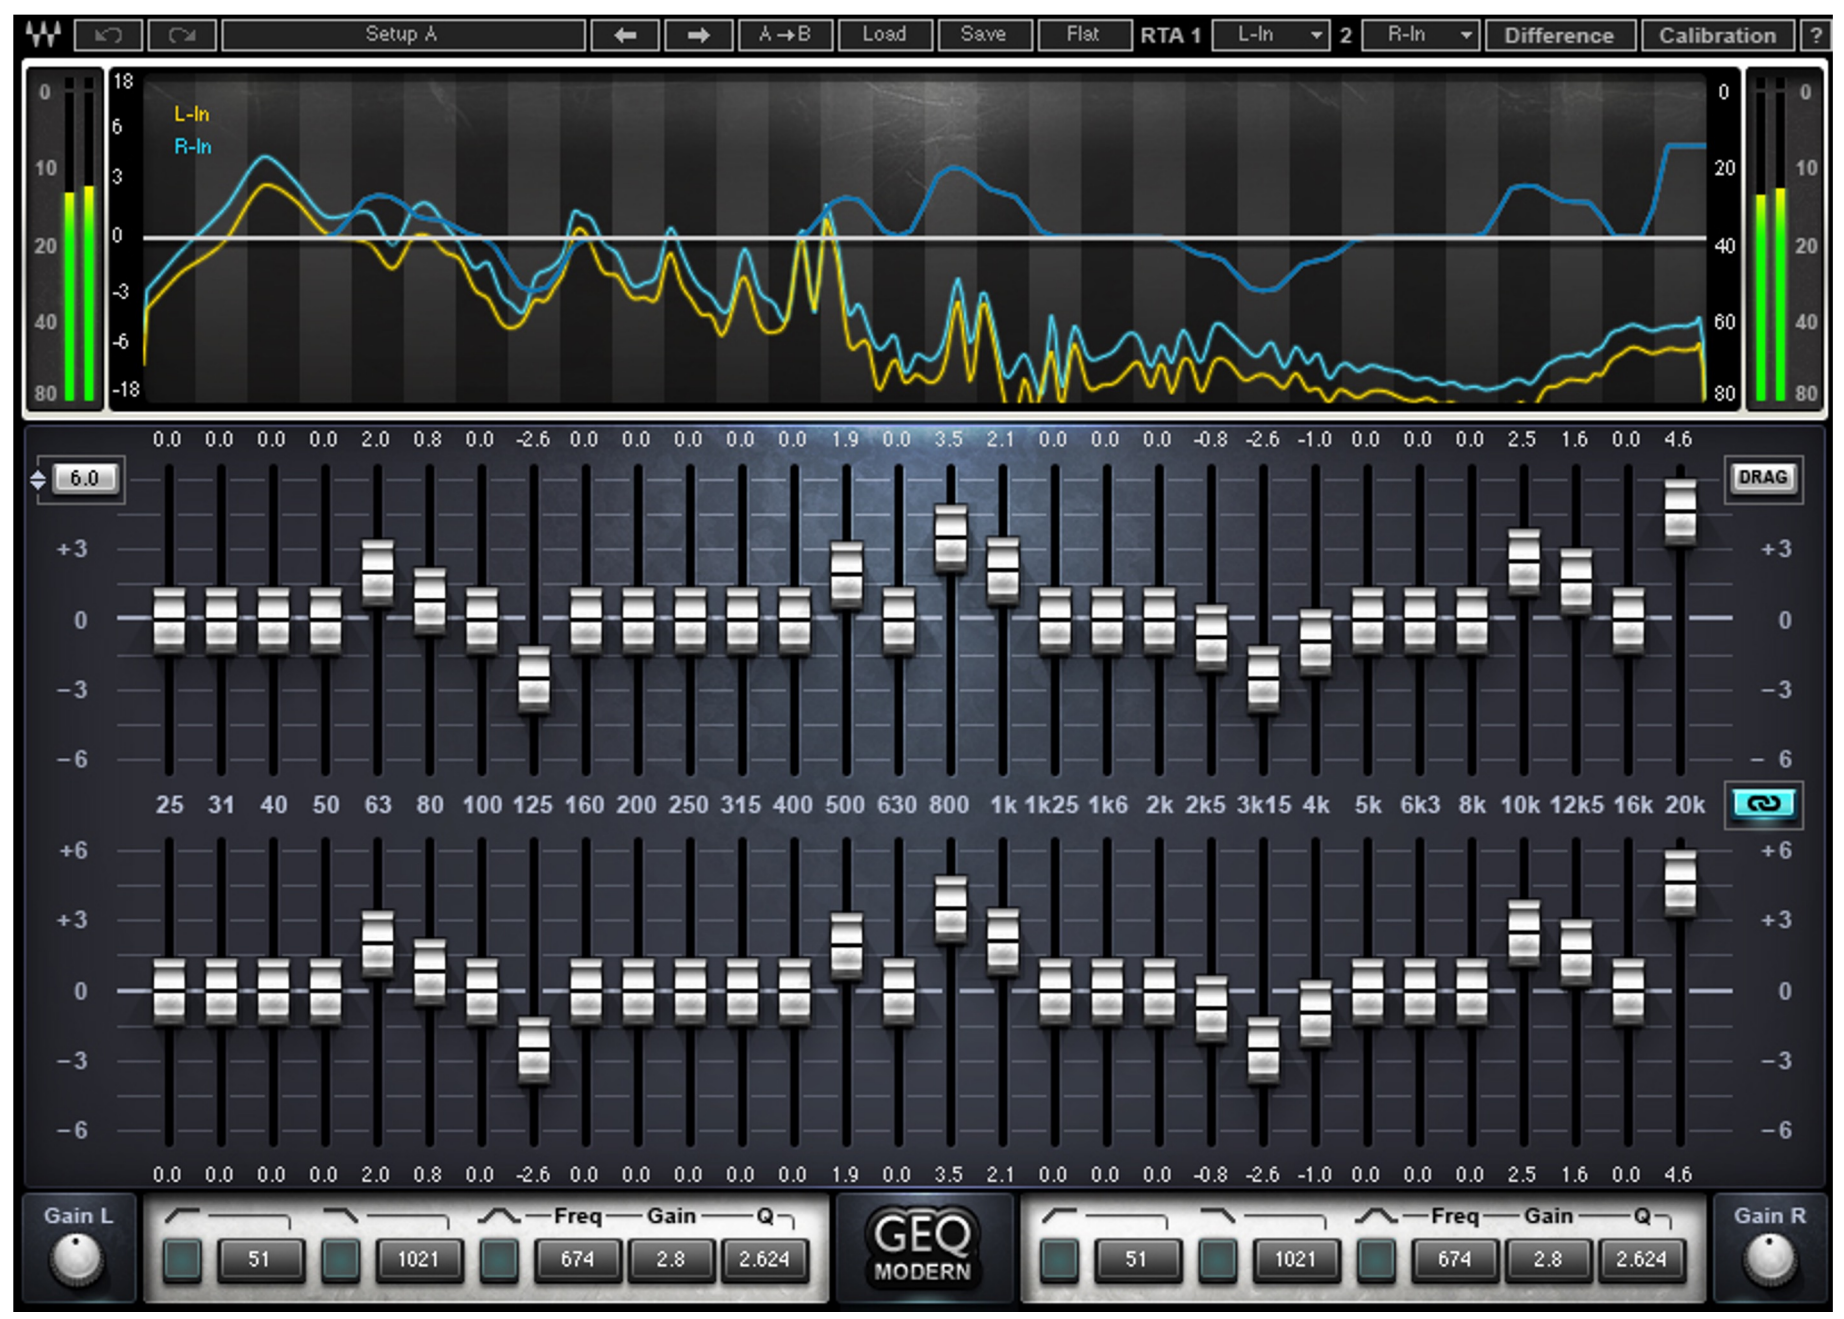 Setup A A→B Load Save Flat RTA 1 L-In 2 R-In Difference Calibration ?
0 18 0 0
L-In
6
10 3 20 10
R-In
20 0 40 20
-3
40 -6 60 40
80 -18 80 80
0.0 0.0 0.0 0.0 2.0 0.8 0.0 -2.6 0.0 0.0 0.0 0.0 0.0 1.9 0.0 3.5 2.1 0.0 0.0 0.0 -0.8 -2.6 -1.0 0.0 0.0 0.0 2.5 1.6 0.0 4.6
6.0 DRAG
+3 +3
0 0
-3 -3
-6 - 6
25 31 40 50 63 80 100 125 160 200 250 315 400 500 630 800 1k 1k25 1k6 2k 2k5 3k15 4k 5k 6k3 8k 10k 12k5 16k 20k
+6 +6
+3 +3
0 0
-3 -3
-6 -6
0.0 0.0 0.0 0.0 2.0 0.8 0.0 -2.6 0.0 0.0 0.0 0.0 0.0 1.9 0.0 3.5 2.1 0.0 0.0 0.0 -0.8 -2.6 -1.0 0.0 0.0 0.0 2.5 1.6 0.0 4.6
Gain L Freq Gain Q GEQ Freq Gain Q Gain R
51 1021 674 2.8 2.624 MODERN 51 1021 674 2.8 2.624